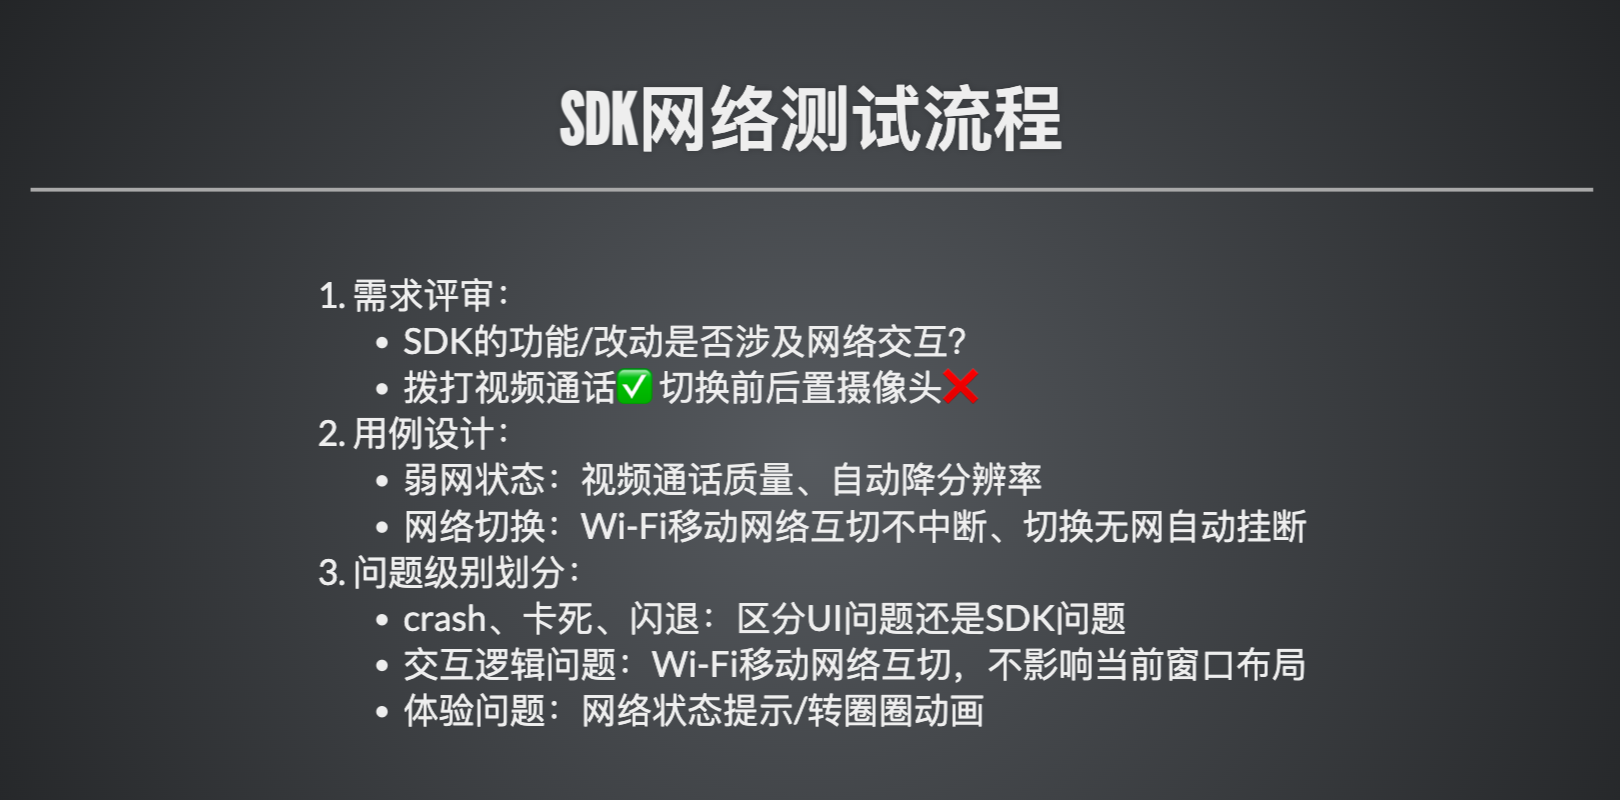 SDK网络测试流程
1. 需求评审：
• SDK的功能/改动是否涉及网络交互？
• 拨打视频通话✅ 切换前后置摄像头❌
2. 用例设计：
• 弱网状态：视频通话质量、自动降分辨率
• 网络切换：Wi-Fi移动网络互切不中断、切换无网自动挂断
3. 问题级别划分：
• crash、卡死、闪退：区分UI问题还是SDK问题
• 交互逻辑问题：Wi-Fi移动网络互切，不影响当前窗口布局
• 体验问题：网络状态提示/转圈圈动画